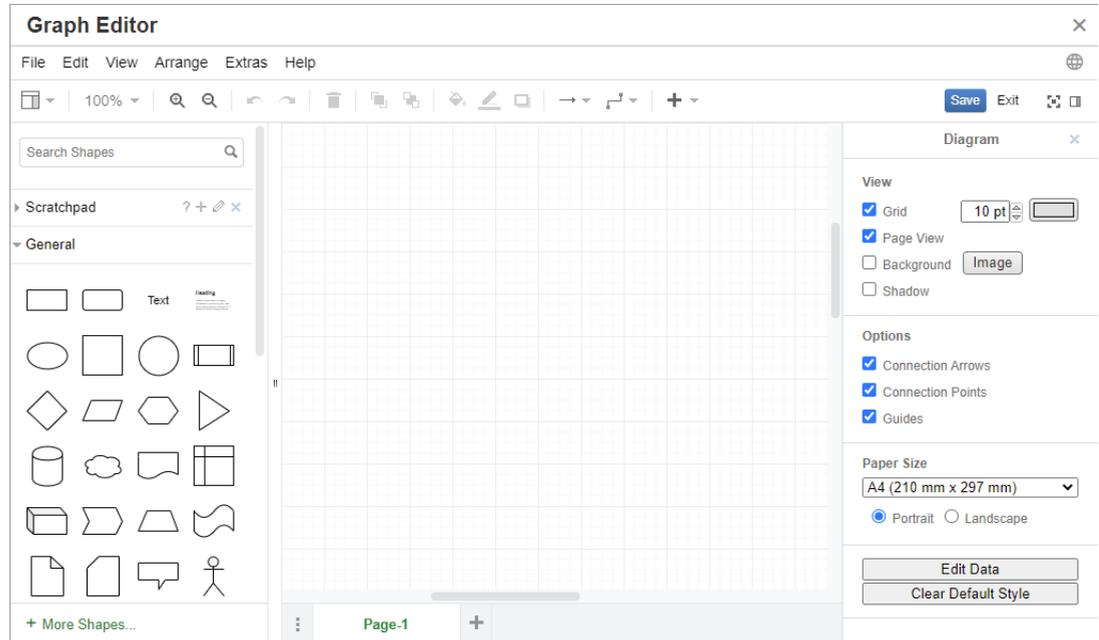 Graph Editor
File Edit View Arrange Extras Help
100%
Save Exit
Search Shapes
Scratchpad
?
General
Text
Heading
More Shapes...
Page-1
Diagram
View
Grid 10 pt
Page View
Background Image
Shadow
Options
Connection Arrows
Connection Points
Guides
Paper Size
A4 (210 mm x 297 mm)
Portrait Landscape
Edit Data
Clear Default Style